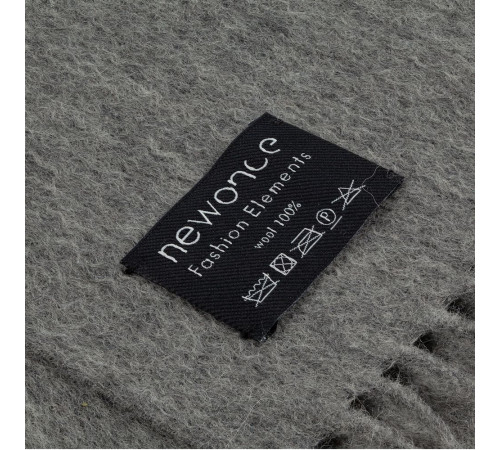 newonce
Fashion Elements
wool 100%
P